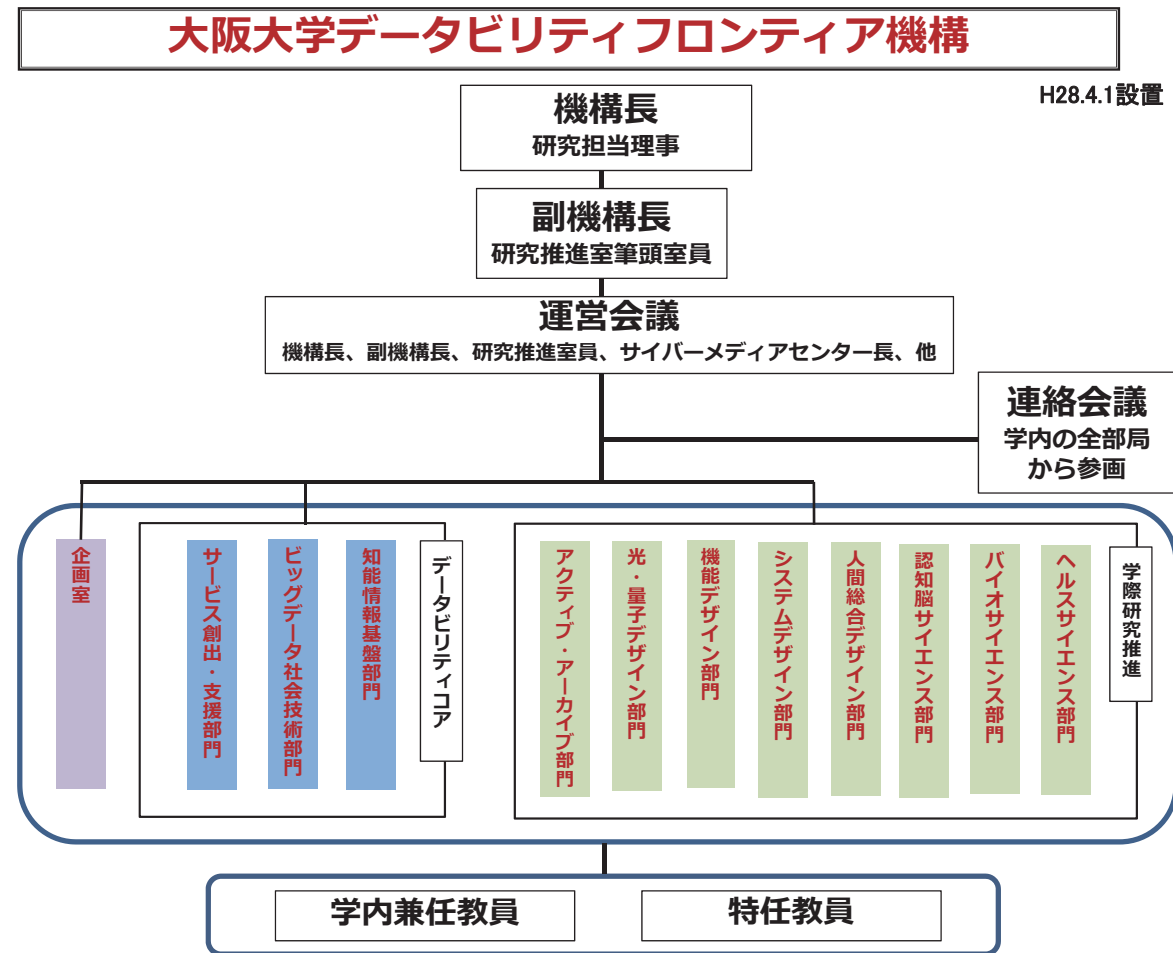 大阪大学データビリティフロンティア機構
H28.4.1設置
機構長
研究担当理事
副機構長
研究推進室筆頭室員
運営会議
機構長、副機構長、研究推進室員、サイバーメディアセンター長、他
連絡会議
学内の全部局
から参画
企画室
サービス創出・支援部門
ビッグデータ社会技術部門
知能情報基盤部門
データビリティコア
アクティブ・アーカイブ部門
光・量子デザイン部門
機能デザイン部門
システムデザイン部門
人間総合デザイン部門
認知脳サイエンス部門
バイオサイエンス部門
ヘルスサイエンス部門
学際研究推進
学内兼任教員
特任教員